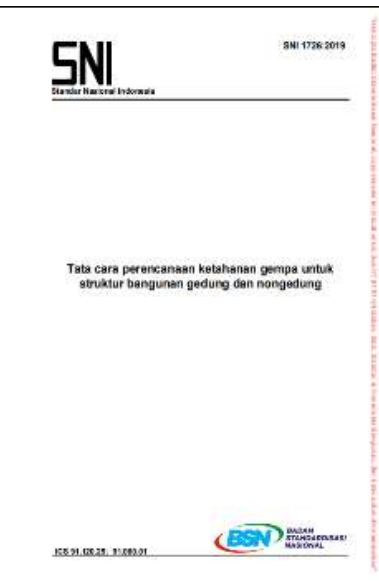 SNI
SNI 1726:2019
Standar Nasional Indonesia
Tata cara perencanaan ketahanan gempa untuk
struktur bangunan gedung dan nongedung
ICS 91.120.25; 91.080.01
BSN
BADAN
STANDARDISASI
NASIONAL